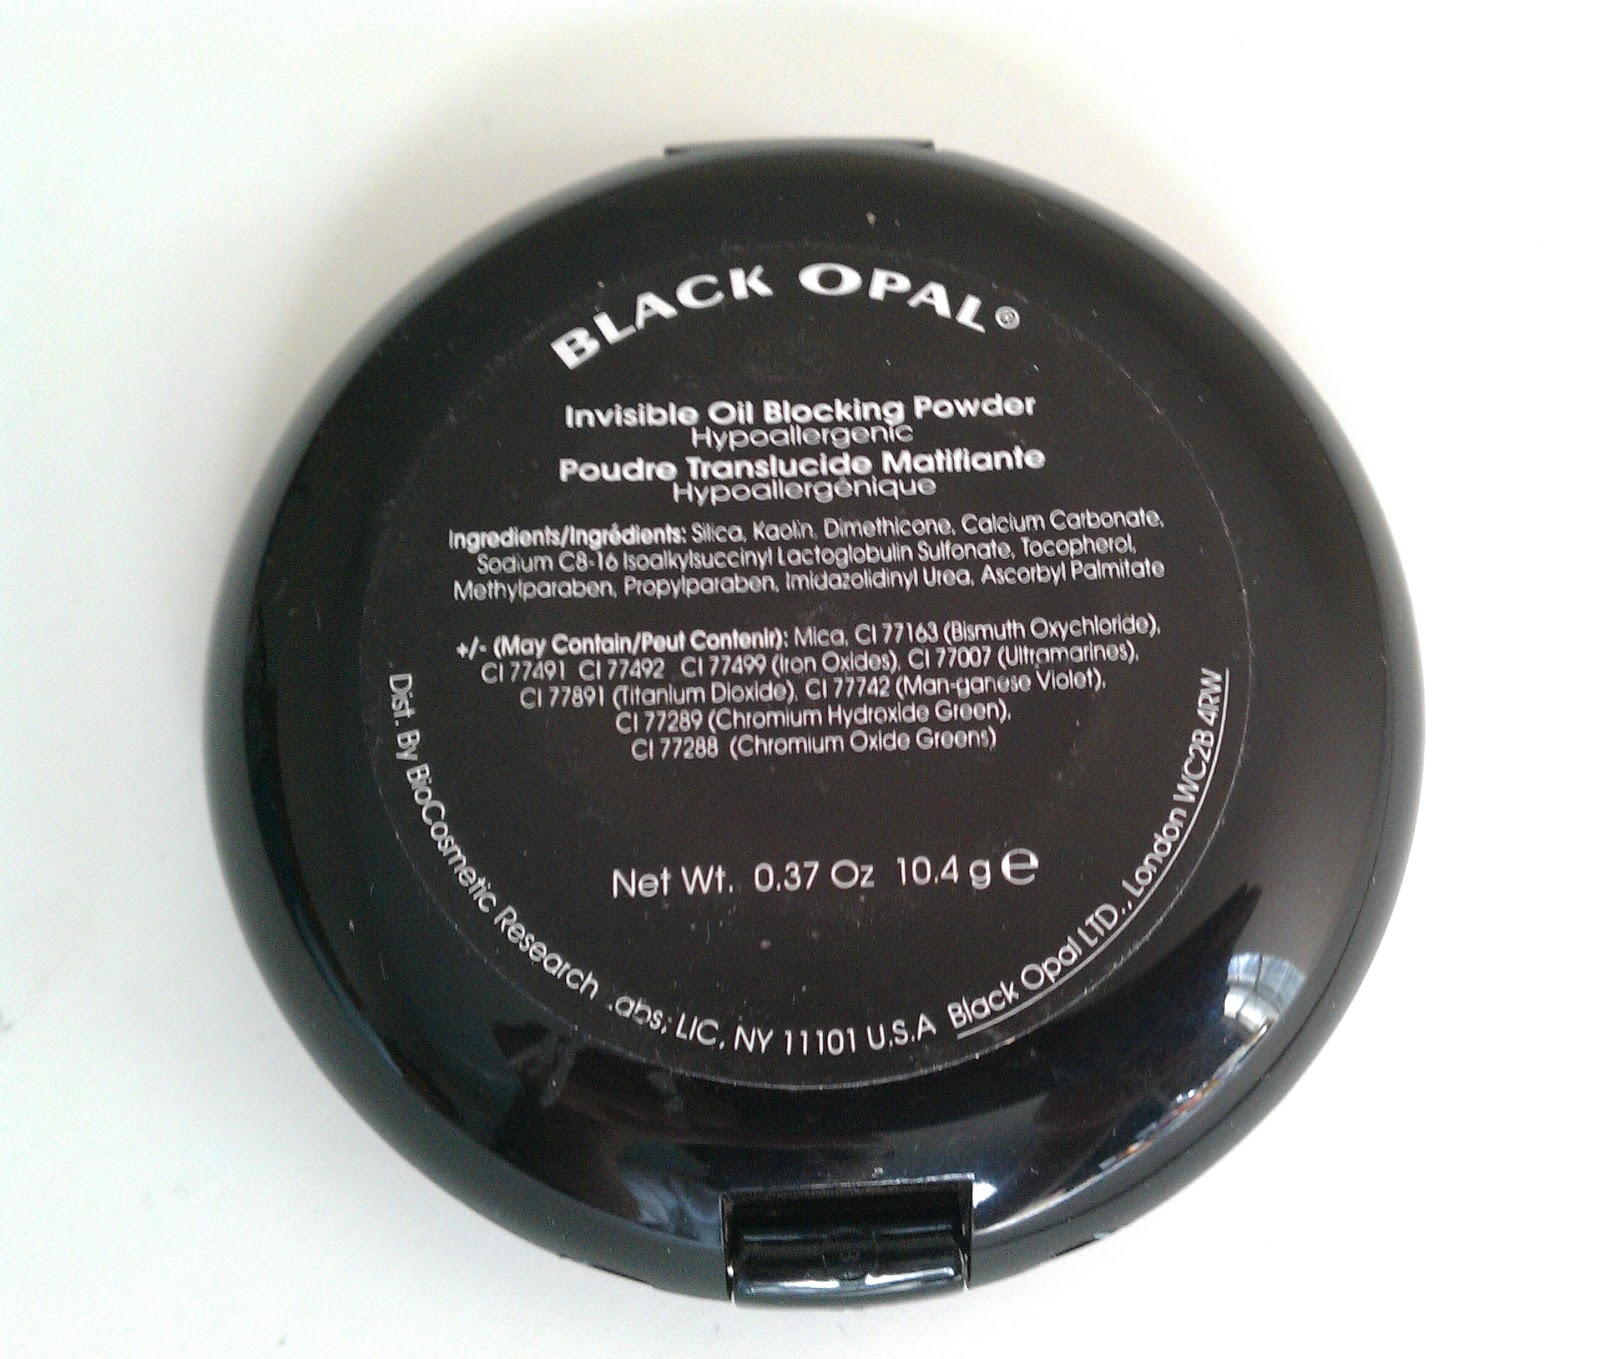 BLACK OPAL®
Invisible Oil Blocking Powder
Hypoallergenic
Poudre Translucide Matifiante
Hypoallergénique
Ingredients/Ingrédients: Silica, Kaolin, Dimethicone, Calcium Carbonate,
Sodium C8-16 Isoalkylsuccinyl Lactoglobulin Sulfonate, Tocopherol,
Methylparaben, Propylparaben, Imidazolidinyl Urea, Ascorbyl Palmitate
+/- (May Contain/Peut Contenir): Mica, CI 77163 (Bismuth Oxychloride),
CI 77491 CI 77492 CI 77499 (Iron Oxides), CI 77007 (Ultramarines),
CI 77891 (Titanium Dioxide), CI 77742 (Man-ganese Violet),
CI 77289 (Chromium Hydroxide Green),
CI 77288 (Chromium Oxide Greens)
Net Wt. 0.37 Oz 10.4 g ℮
Dist. By BioCosmetic Research Labs; LIC, NY 11101 U.S.A Black Opal LTD., London WC2B 4RW